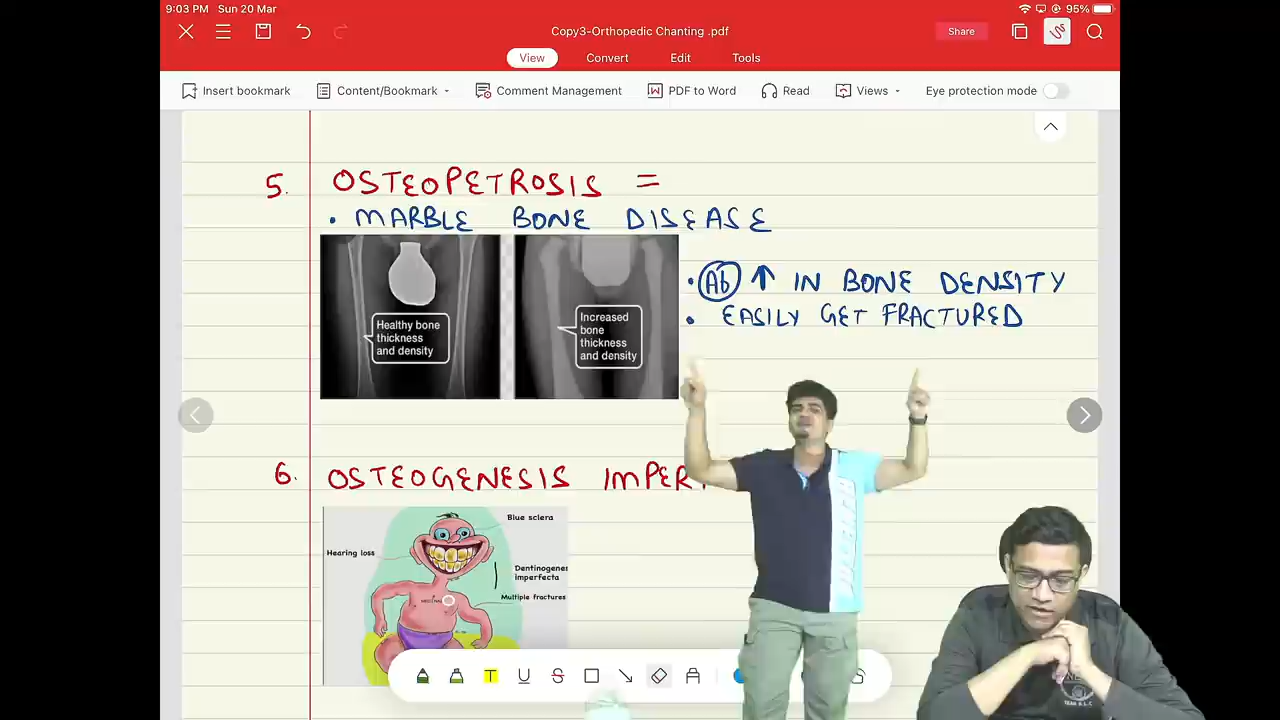 9:03 PM Sun 20 Mar
95%
Copy3-Orthopedic Chanting .pdf
Share
View Convert Edit Tools
Insert bookmark Content/Bookmark Comment Management PDF to Word Read Views Eye protection mode
5. OSTEOPETROSIS =
• MARBLE BONE DISEASE
Healthy bone
thickness
and density
Increased
bone
thickness
and density
• Ab ↑ IN BONE DENSITY
• EASILY GET FRACTURED
6. OSTEOGENESIS IMPER
Blue sclera
Hearing loss
Dentinogenes
imperfecta
Multiple fractures
T U S